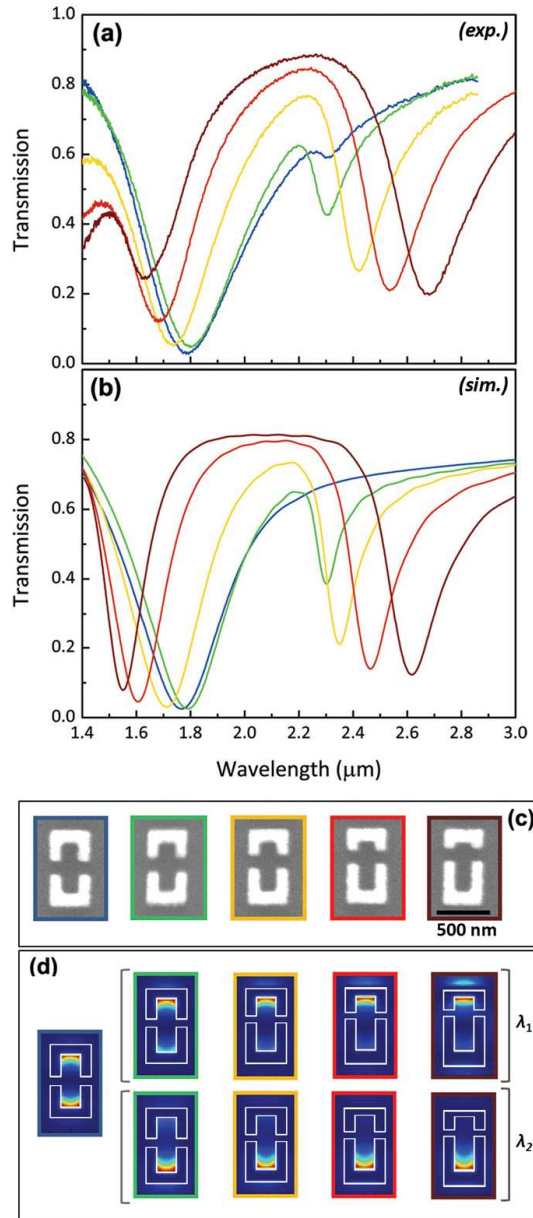 (a)
(exp.)
1.0
0.8
0.6
0.4
0.2
0.0
Transmission
(b)
(sim.)
0.8
0.6
0.4
0.2
0.0
Transmission
1.4 1.6 1.8 2.0 2.2 2.4 2.6 2.8 3.0
Wavelength (μm)
(c)
500 nm
(d)
λ1
λ2